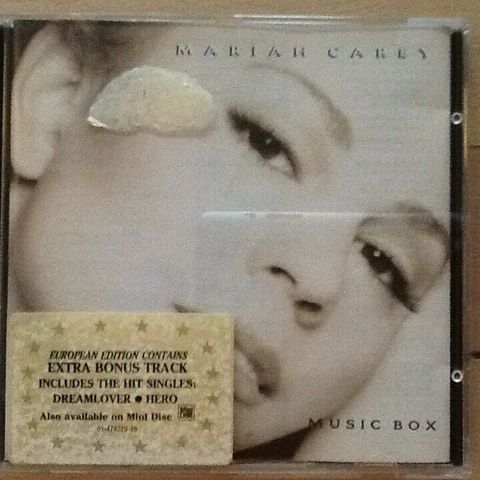 MARIAH CAREY
EUROPEAN EDITION CONTAINS
EXTRA BONUS TRACK
INCLUDES THE HIT SINGLES:
DREAMLOVER ● HERO
Also available on Mini Disc
MUSIC BOX